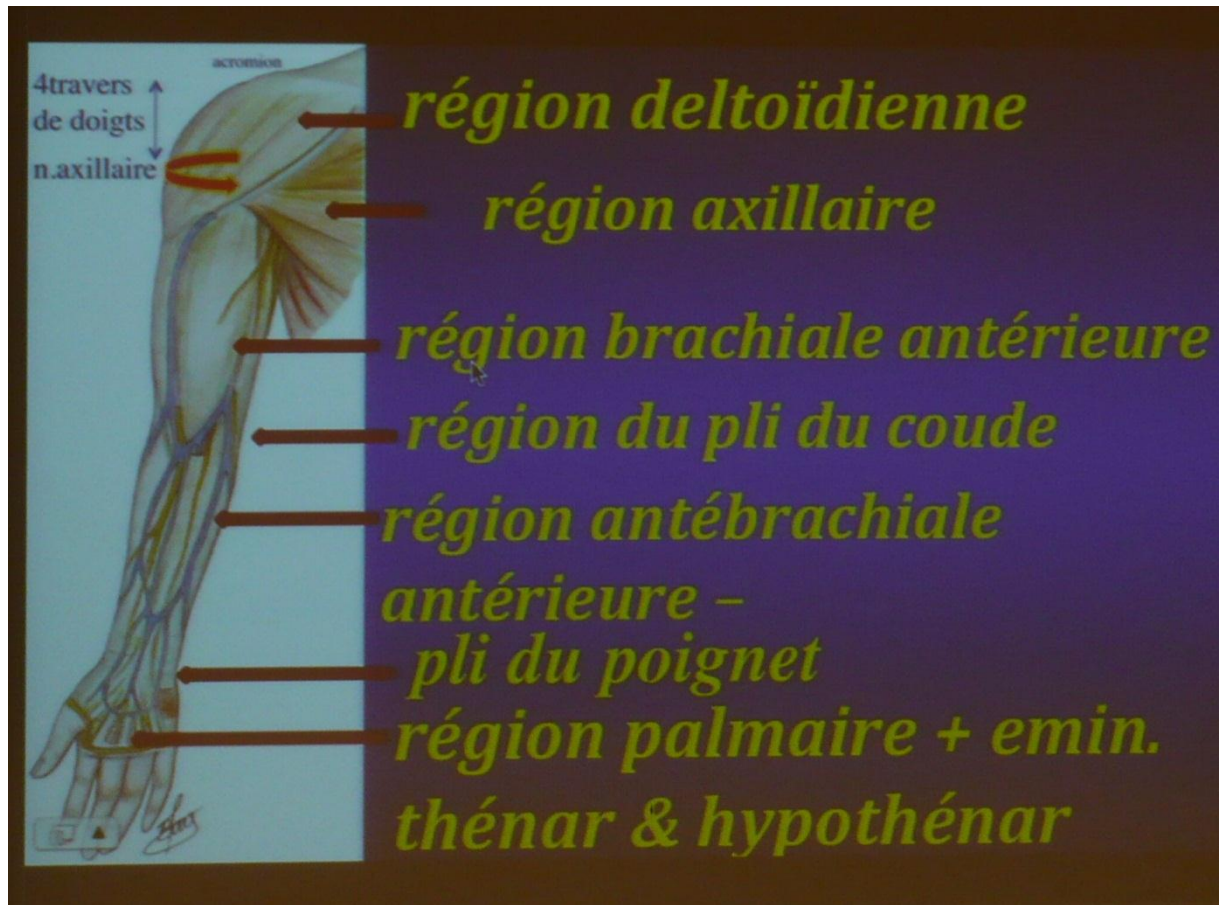 acromion
4travers
de doigts
n.axillaire
région deltoïdienne
région axillaire
région brachiale antérieure
région du pli du coude
région antébrachiale
antérieure –
pli du poignet
région palmaire + emin.
thénar & hypothénar